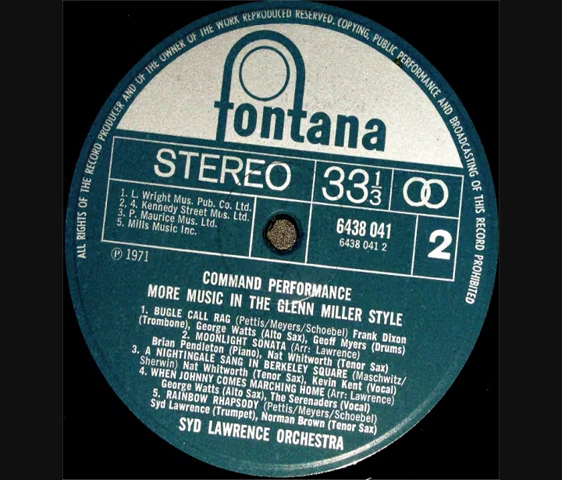 ALL RIGHTS OF THE RECORD PRODUCER AND OF THE OWNER OF THE WORK REPRODUCED RESERVED. COPYING, PUBLIC PERFORMANCE AND BROADCASTING OF THIS RECORD PROHIBITED
fontana
STEREO 33 1/3
1. L. Wright Mus. Pub. Co. Ltd.
2, 4. Kennedy Street Mus. Ltd.
3. P. Maurice Mus. Ltd.
5. Mills Music Inc.
6438 041
6438 041 2
2
℗ 1971
COMMAND PERFORMANCE
MORE MUSIC IN THE GLENN MILLER STYLE
1. BUGLE CALL RAG (Pettis/Meyers/Schoebel) Frank Dixon
(Trombone), George Watts (Alto Sax), Geoff Myers (Drums)
2. MOONLIGHT SONATA (Arr: Lawrence)
Brian Pendleton (Piano), Nat Whitworth (Tenor Sax)
3. A NIGHTINGALE SANG IN BERKELEY SQUARE (Maschwitz/
Sherwin) Nat Whitworth (Tenor Sax), Kevin Kent (Vocal)
4. WHEN JOHNNY COMES MARCHING HOME (Arr: Lawrence)
George Watts (Alto Sax), The Serenaders (Vocal)
5. RAINBOW RHAPSODY (Pettis/Meyers/Schoebel)
Syd Lawrence (Trumpet), Norman Brown (Tenor Sax)
SYD LAWRENCE ORCHESTRA